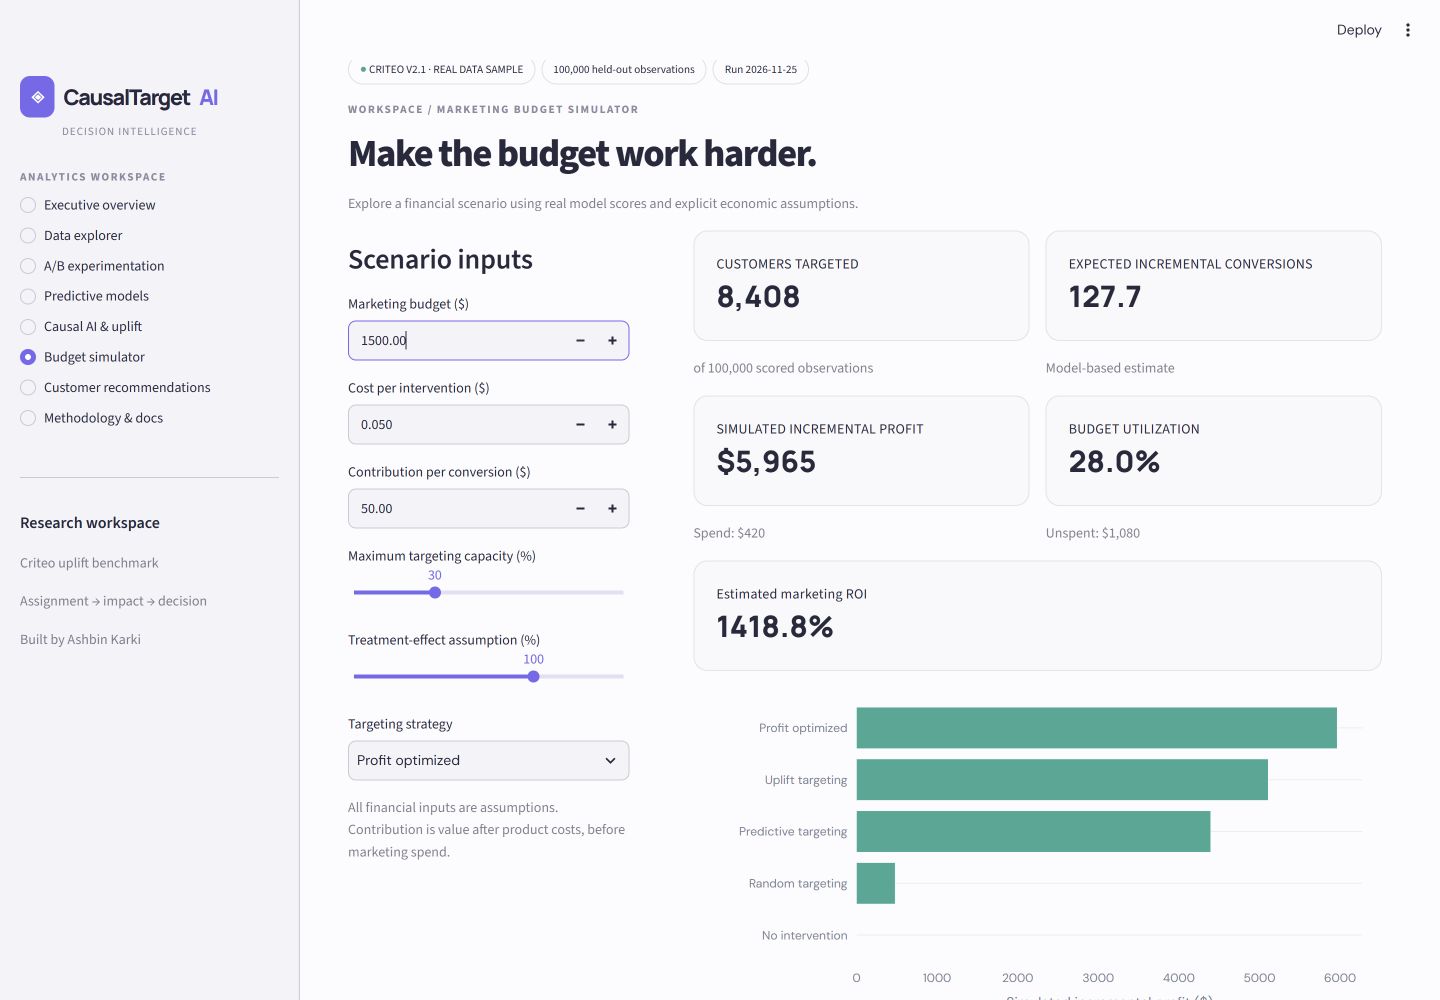 Deploy
CausalTarget AI
DECISION INTELLIGENCE
ANALYTICS WORKSPACE
Executive overview
Data explorer
A/B experimentation
Predictive models
Causal AI & uplift
Budget simulator
Customer recommendations
Methodology & docs
Research workspace
Criteo uplift benchmark
Assignment → impact → decision
Built by Ashbin Karki
CRITEO V2.1 · REAL DATA SAMPLE
100,000 held-out observations
Run 2026-11-25
WORKSPACE / MARKETING BUDGET SIMULATOR
Make the budget work harder.
Explore a financial scenario using real model scores and explicit economic assumptions.
Scenario inputs
Marketing budget ($)
1500.00
Cost per intervention ($)
0.050
Contribution per conversion ($)
50.00
Maximum targeting capacity (%)
30
Treatment-effect assumption (%)
100
Targeting strategy
Profit optimized
All financial inputs are assumptions.
Contribution is value after product costs, before
marketing spend.
CUSTOMERS TARGETED
8,408
of 100,000 scored observations
EXPECTED INCREMENTAL CONVERSIONS
127.7
Model-based estimate
SIMULATED INCREMENTAL PROFIT
$5,965
Spend: $420
BUDGET UTILIZATION
28.0%
Unspent: $1,080
Estimated marketing ROI
1418.8%
Profit optimized
Uplift targeting
Predictive targeting
Random targeting
No intervention
0 1000 2000 3000 4000 5000 6000
Simulated incremental profit ($)